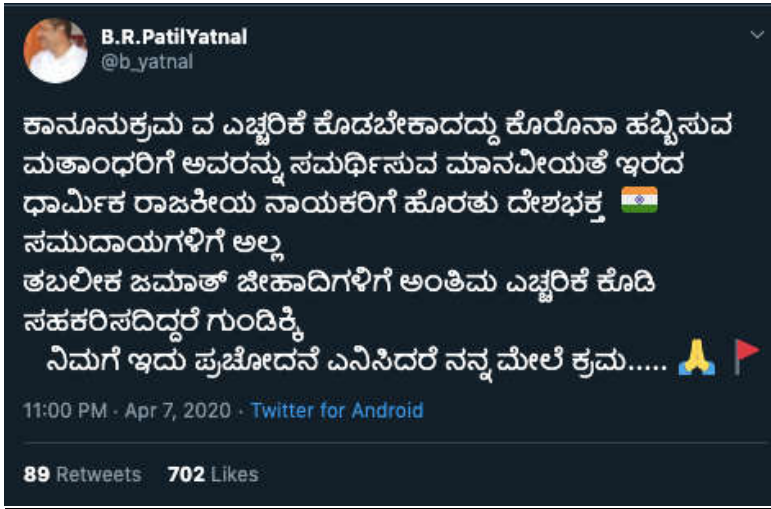 B.R.PatilYatnal
@b_yatnal
ಕಾನೂನುಕ್ರಮ ವ ಎಚ್ಚರಿಕೆ ಕೊಡಬೇಕಾದದ್ದು ಕೊರೊನಾ ಹಬ್ಬಿಸುವ
ಮತಾಂಧರಿಗೆ ಅವರನ್ನು ಸಮರ್ಥಿಸುವ ಮಾನವೀಯತೆ ಇರದ
ಧಾರ್ಮಿಕ ರಾಜಕೀಯ ನಾಯಕರಿಗೆ ಹೊರತು ದೇಶಭಕ್ತ 🇮🇳
ಸಮುದಾಯಗಳಿಗೆ ಅಲ್ಲ
ತಬಲೀಕ ಜಮಾತ್ ಜೀಹಾದಿಗಳಿಗೆ ಅಂತಿಮ ಎಚ್ಚರಿಕೆ ಕೊಡಿ
ಸಹಕರಿಸದಿದ್ದರೆ ಗುಂಡಿಕ್ಕಿ
ನಿಮಗೆ ಇದು ಪ್ರಚೋದನೆ ಎನಿಸಿದರೆ ನನ್ನ ಮೇಲೆ ಕ್ರಮ..... 🙏 🚩
11:00 PM · Apr 7, 2020 · Twitter for Android
89 Retweets 702 Likes